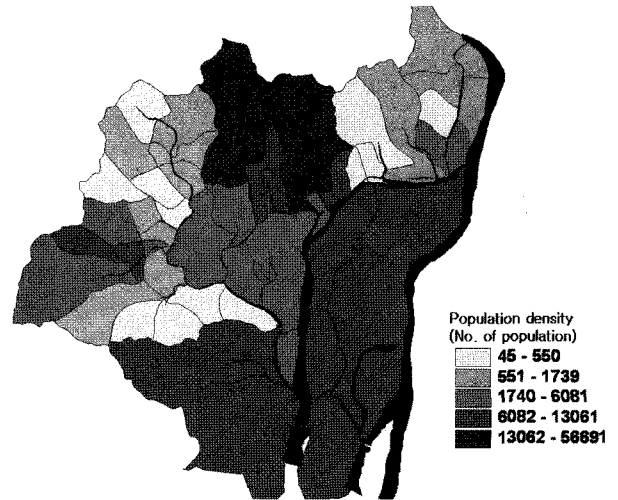 Population density
(No. of population)
45 - 550
551 - 1739
1740 - 6081
6082 - 13061
13062 - 56691